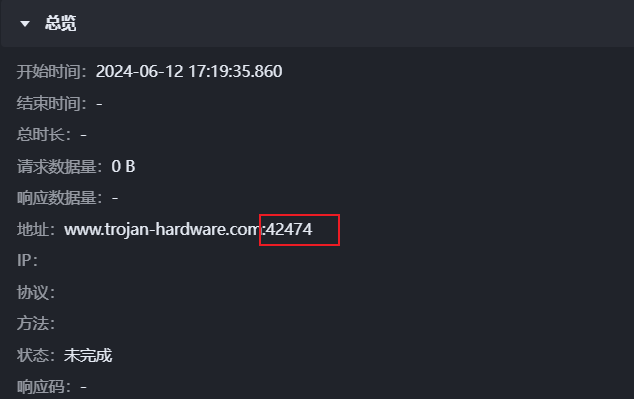 总览
开始时间：2024-06-12 17:19:35.860
结束时间：-
总时长：-
请求数据量：0 B
响应数据量：-
地址：www.trojan-hardware.com:42474
IP：
协议：
方法：
状态：未完成
响应码：-